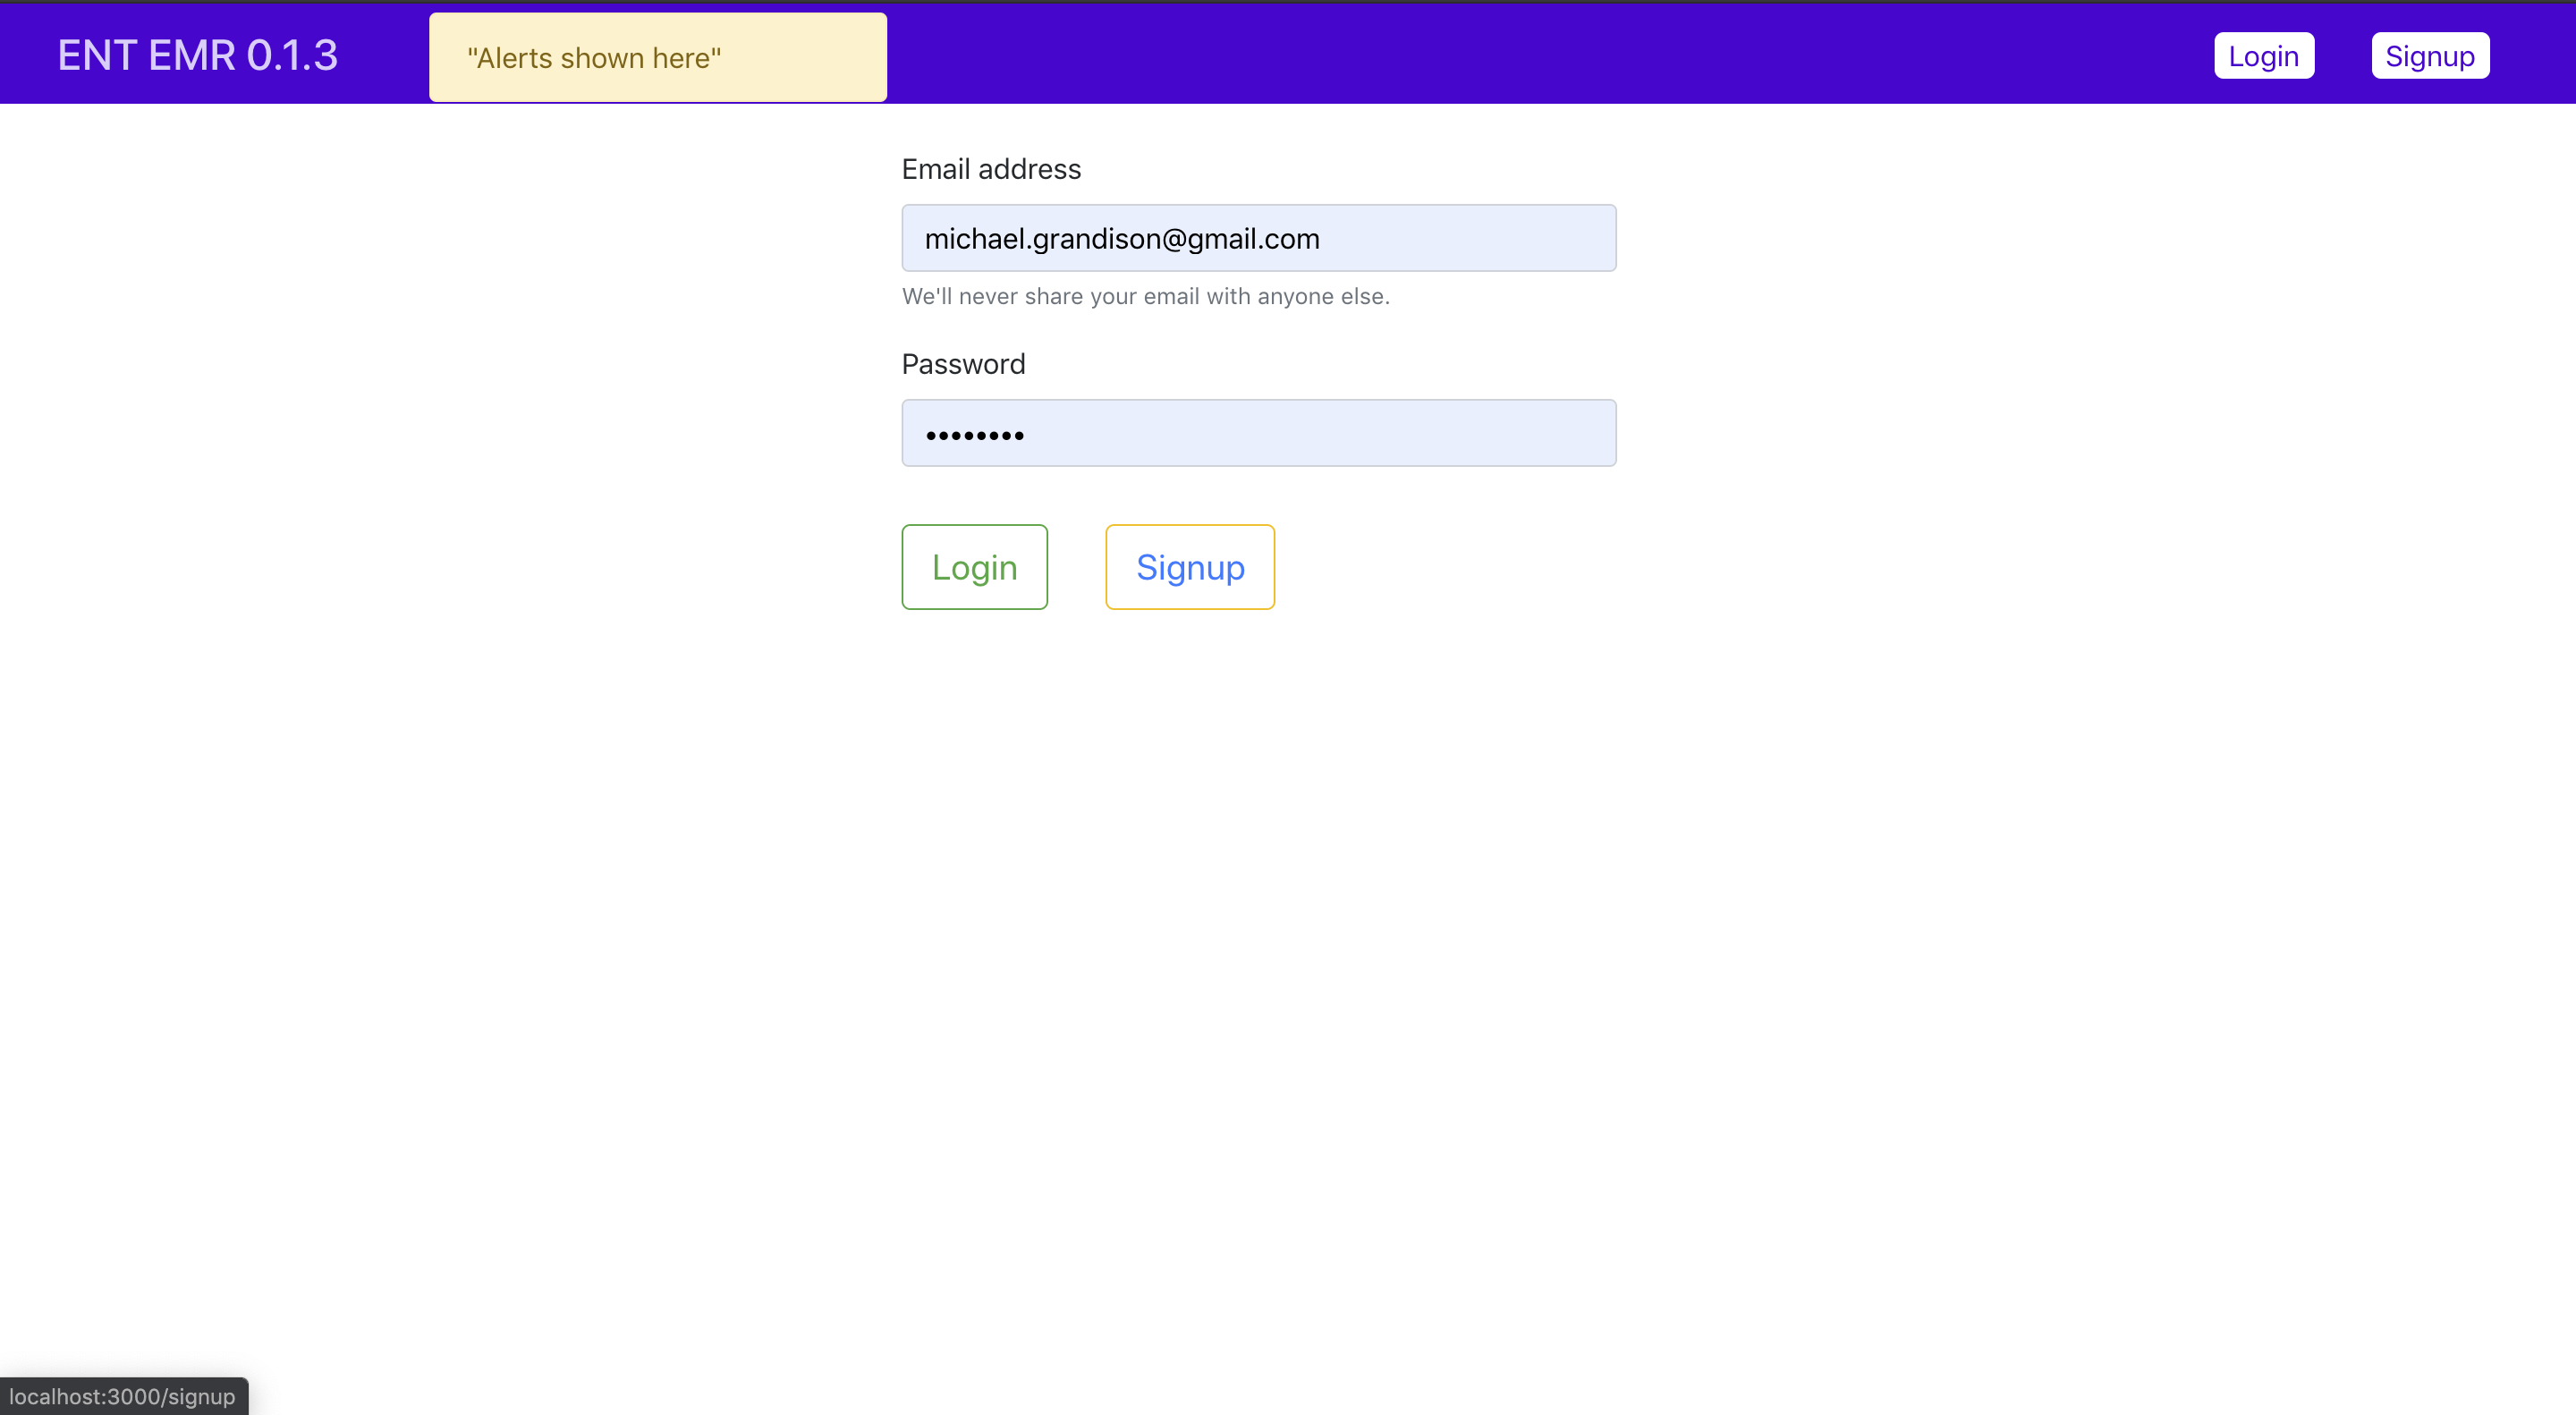 ENT EMR 0.1.3
"Alerts shown here"
Login
Signup
Email address
michael.grandison@gmail.com
We'll never share your email with anyone else.
Password
••••••••
Login
Signup
localhost:3000/signup